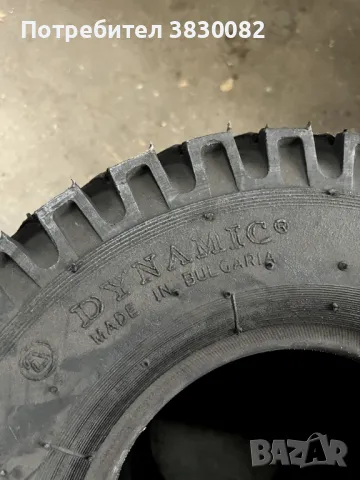 Потребител 3830082
DYNAMIC®
MADE IN BULGARIA
BAZAR